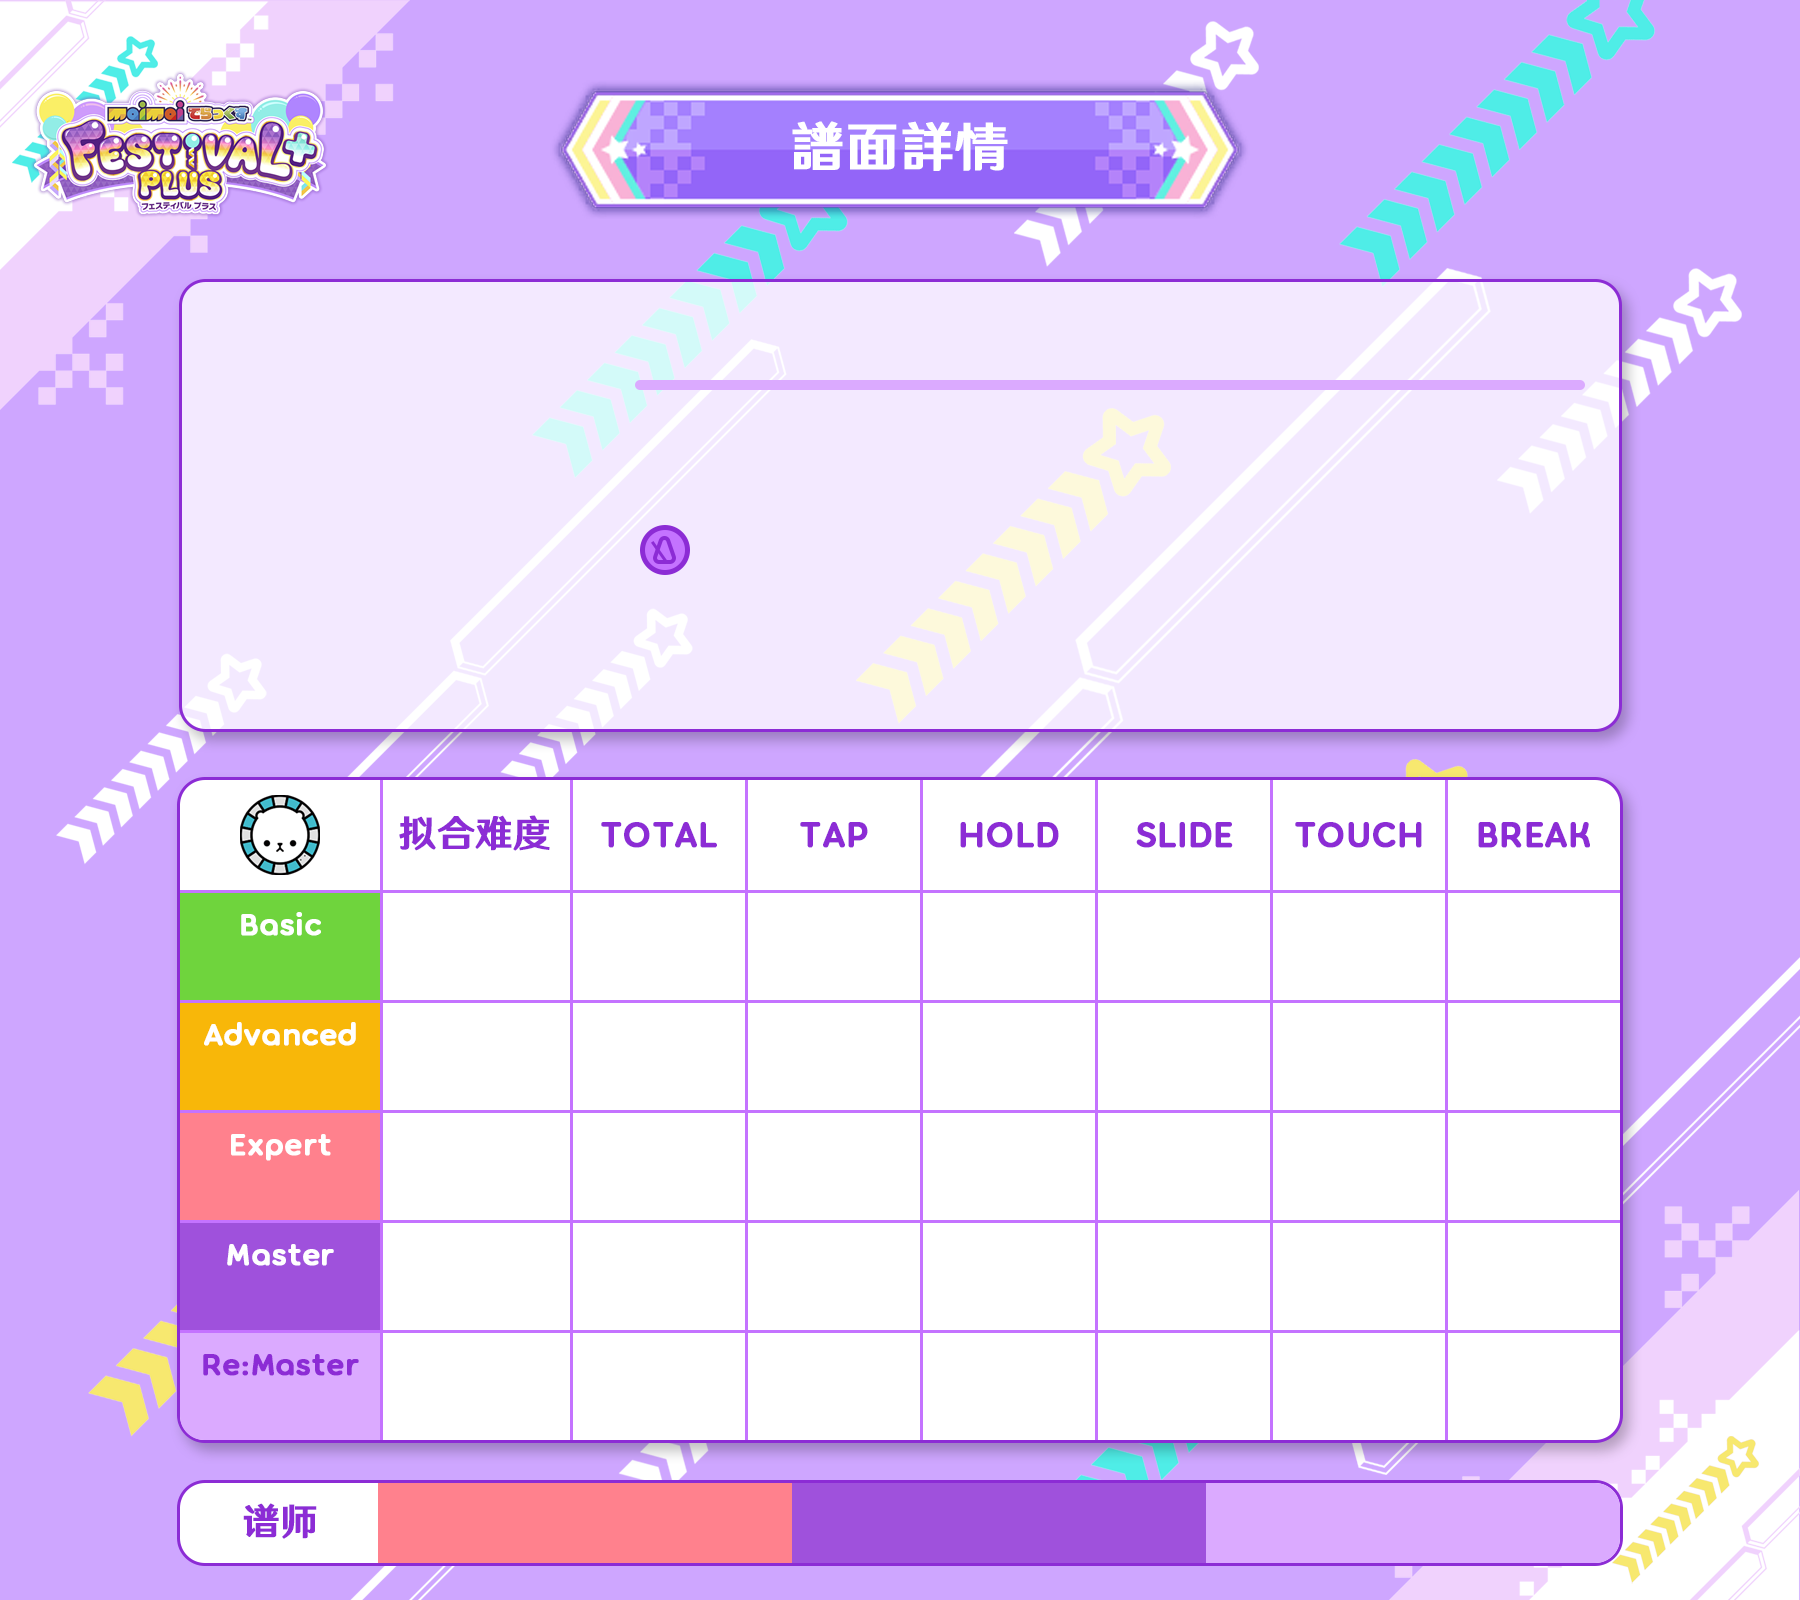 maimai でらっくす
FESTIVAL+
PLUS
フェスティバル プラス
譜面詳情
拟合难度 TOTAL TAP HOLD SLIDE TOUCH BREAK
Basic
Advanced
Expert
Master
Re:Master
谱师